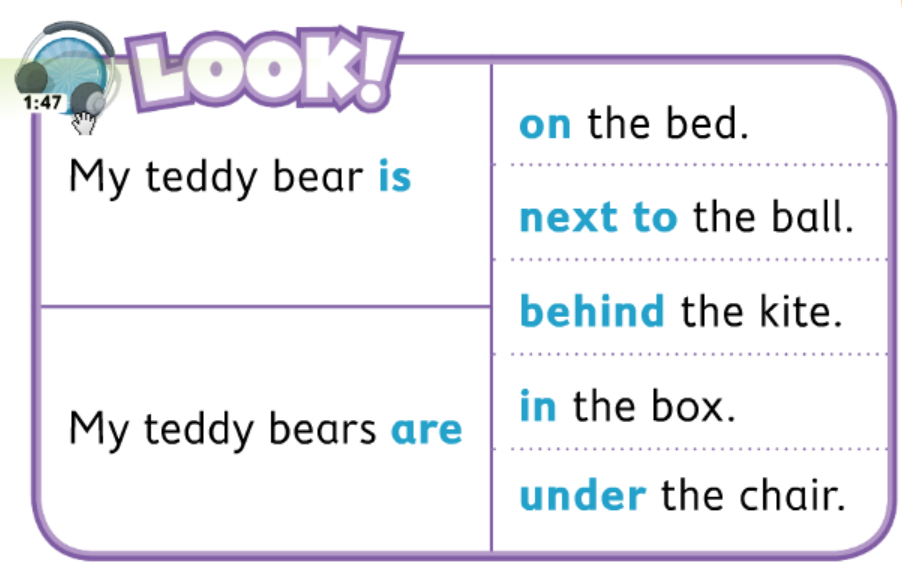 LOOK!
1:47
My teddy bear is
My teddy bears are
on the bed.
next to the ball.
behind the kite.
in the box.
under the chair.